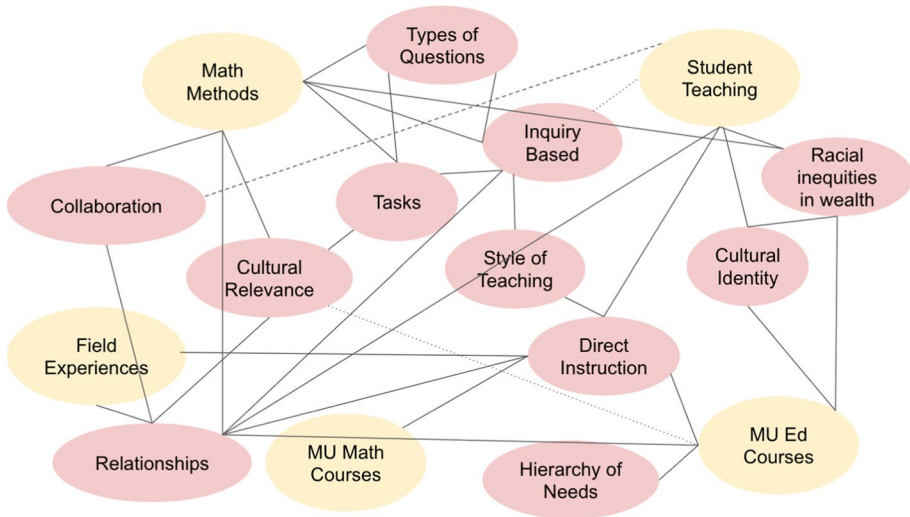 Types of
Questions
Math
Methods
Student
Teaching
Inquiry
Based
Racial
inequities
in wealth
Collaboration
Tasks
Cultural
Relevance
Style of
Teaching
Cultural
Identity
Field
Experiences
Direct
Instruction
Relationships
MU Math
Courses
Hierarchy of
Needs
MU Ed
Courses